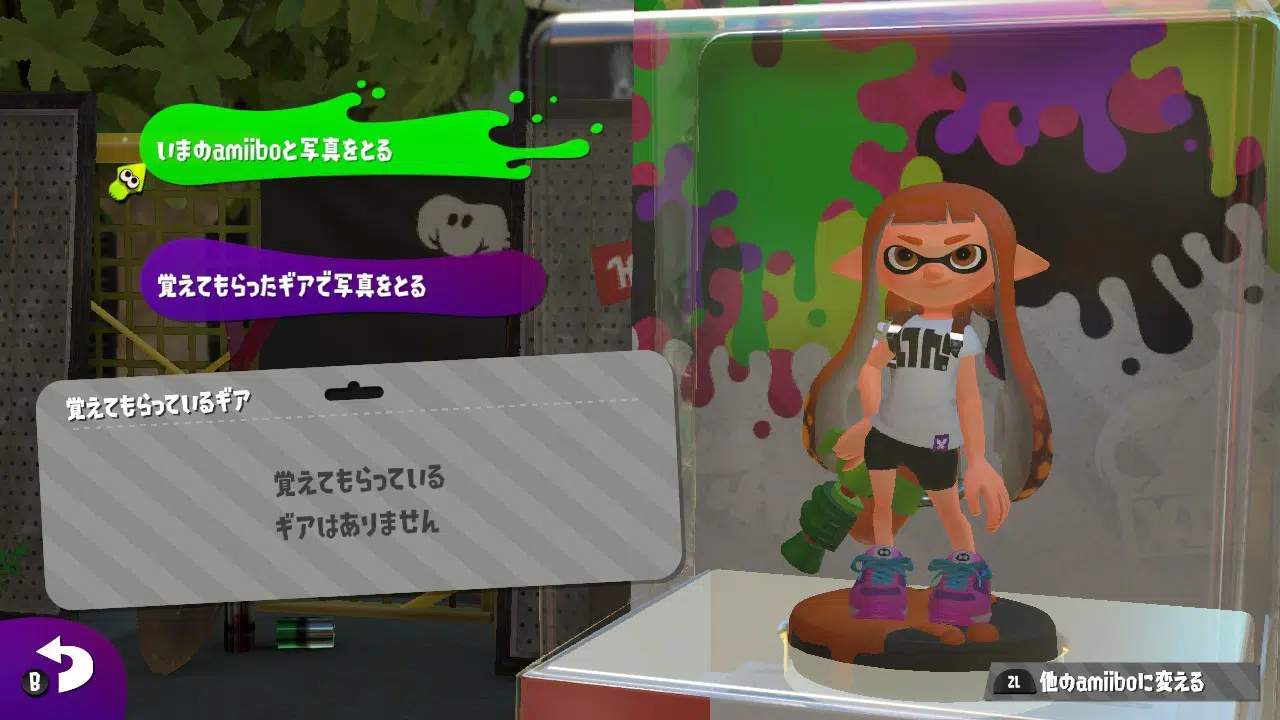 いまのamiiboと写真をとる
覚えてもらったギアで写真をとる
覚えてもらっているギア
覚えてもらっている
ギアはありません
B
ZL 他のamiiboに変える